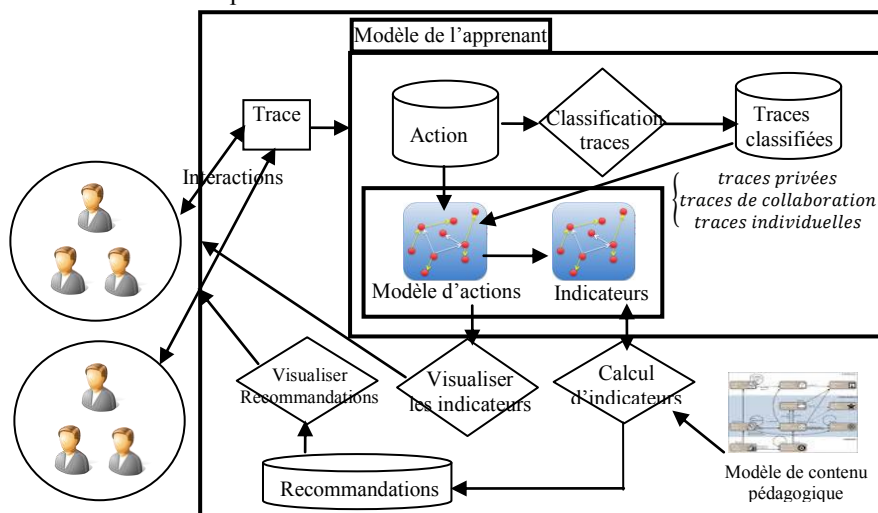 Modèle de l'apprenant
Trace
Action
Classification
traces
Traces
classifiées
Interactions
traces privées
traces de collaboration
traces individuelles
Modèle d'actions
Indicateurs
Visualiser
Recommandations
Visualiser
les indicateurs
Calcul
d'indicateurs
Recommandations
Modèle de contenu
pédagogique